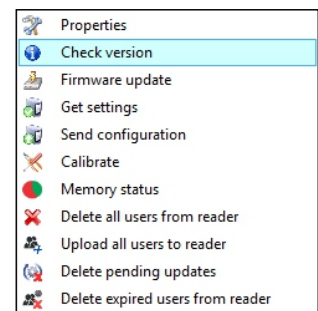 Properties
Check version
Firmware update
Get settings
Send configuration
Calibrate
Memory status
Delete all users from reader
Upload all users to reader
Delete pending updates
Delete expired users from reader